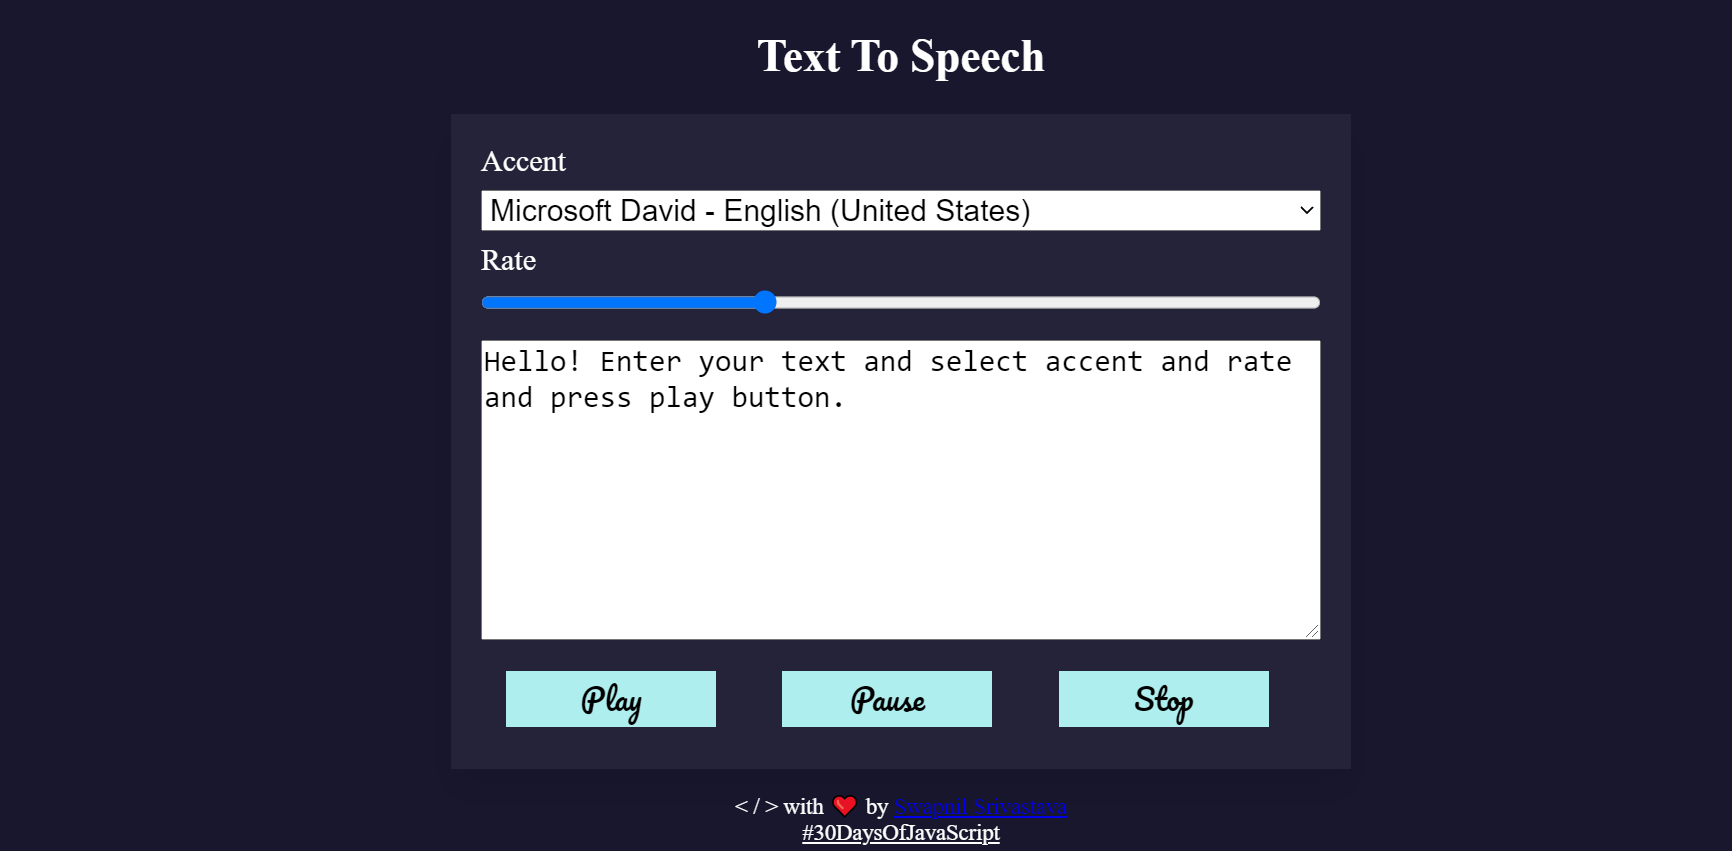 Text To Speech
Accent
Microsoft David - English (United States)
Rate
Hello! Enter your text and select accent and rate
and press play button.
Play
Pause
Stop
< / > with ❤️ by Swapnil Srivastava
#30DaysOfJavaScript